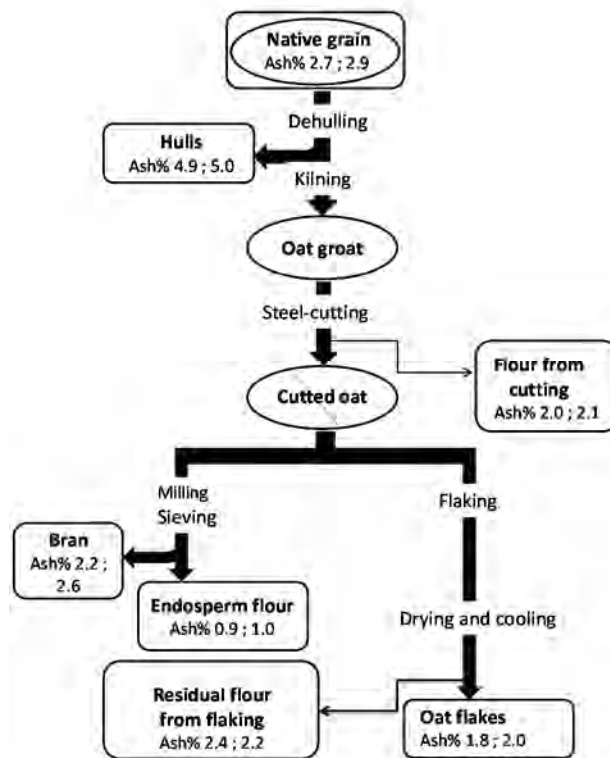 Native grain
Ash% 2.7 ; 2.9
Dehulling
Hulls
Ash% 4.9 ; 5.0
Kilning
Oat groat
Steel-cutting
Flour from
cutting
Ash% 2.0 ; 2.1
Cutted oat
Milling
Sieving
Flaking
Bran
Ash% 2.2 ;
2.6
Endosperm flour
Ash% 0.9 ; 1.0
Drying and cooling
Residual flour
from flaking
Ash% 2.4 ; 2.2
Oat flakes
Ash% 1.8 ; 2.0